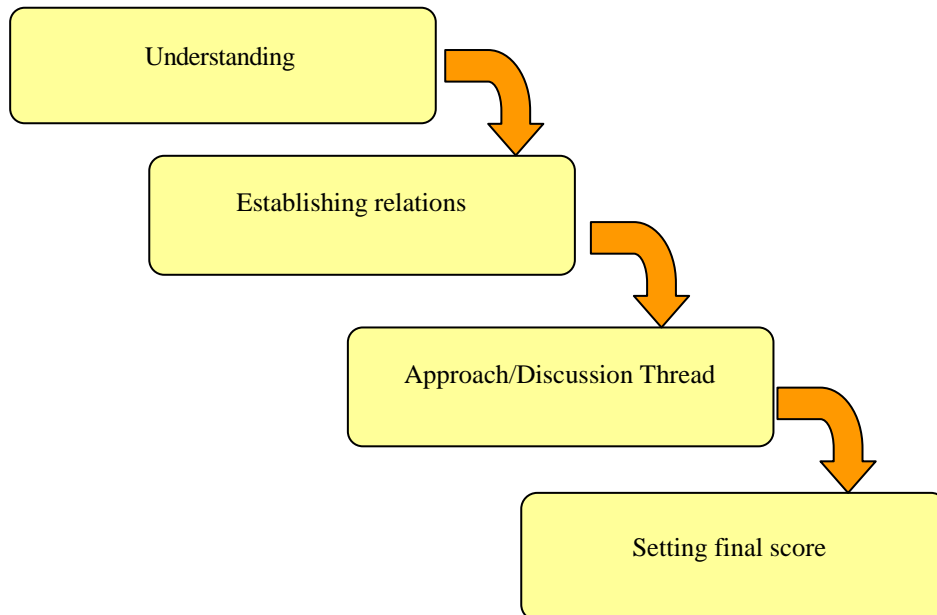 Understanding
Establishing relations
Approach/Discussion Thread
Setting final score